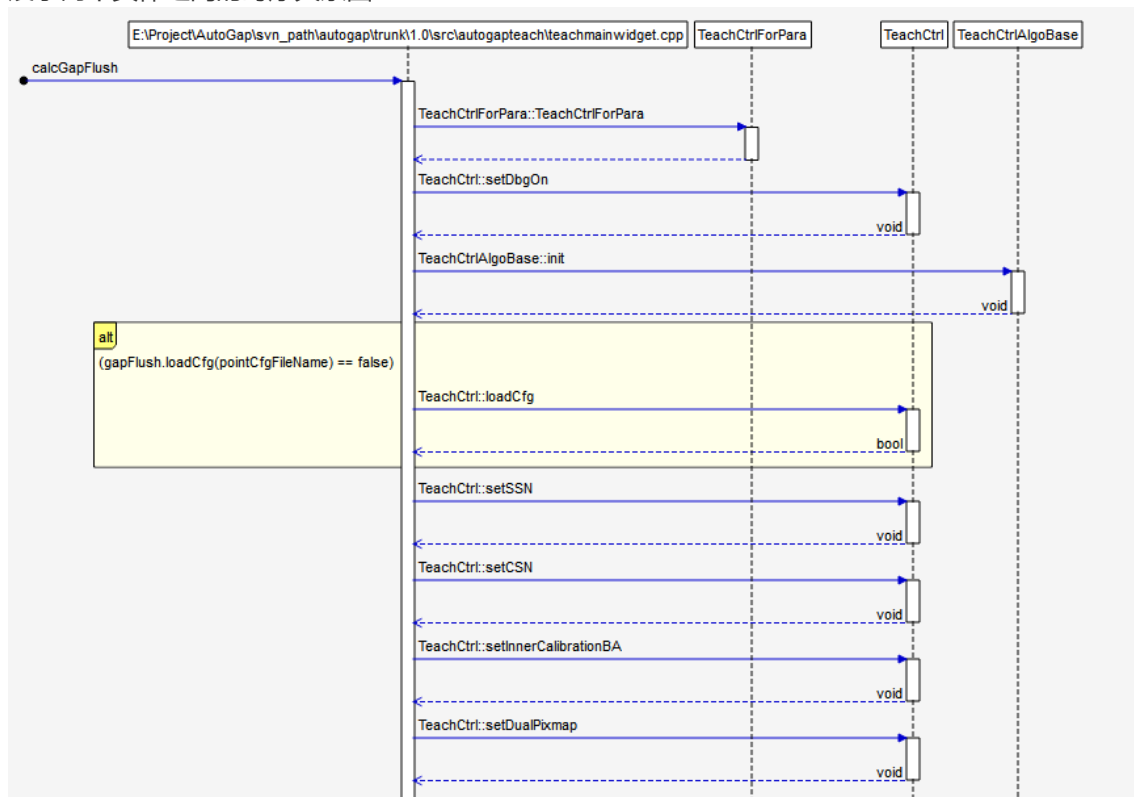 E:\Project\AutoGap\svn_path\autogap\trunk\1.0\src\autogapteach\teachmainwidget.cpp
TeachCtrlForPara
TeachCtrl
TeachCtrlAlgoBase
calcGapFlush
TeachCtrlForPara::TeachCtrlForPara
TeachCtrl::setDbgOn
void
TeachCtrlAlgoBase::init
void
alt
(gapFlush.loadCfg(pointCfgFileName) == false)
TeachCtrl::loadCfg
bool
TeachCtrl::setSSN
void
TeachCtrl::setCSN
void
TeachCtrl::setInnerCalibrationBA
void
TeachCtrl::setDualPixmap
void